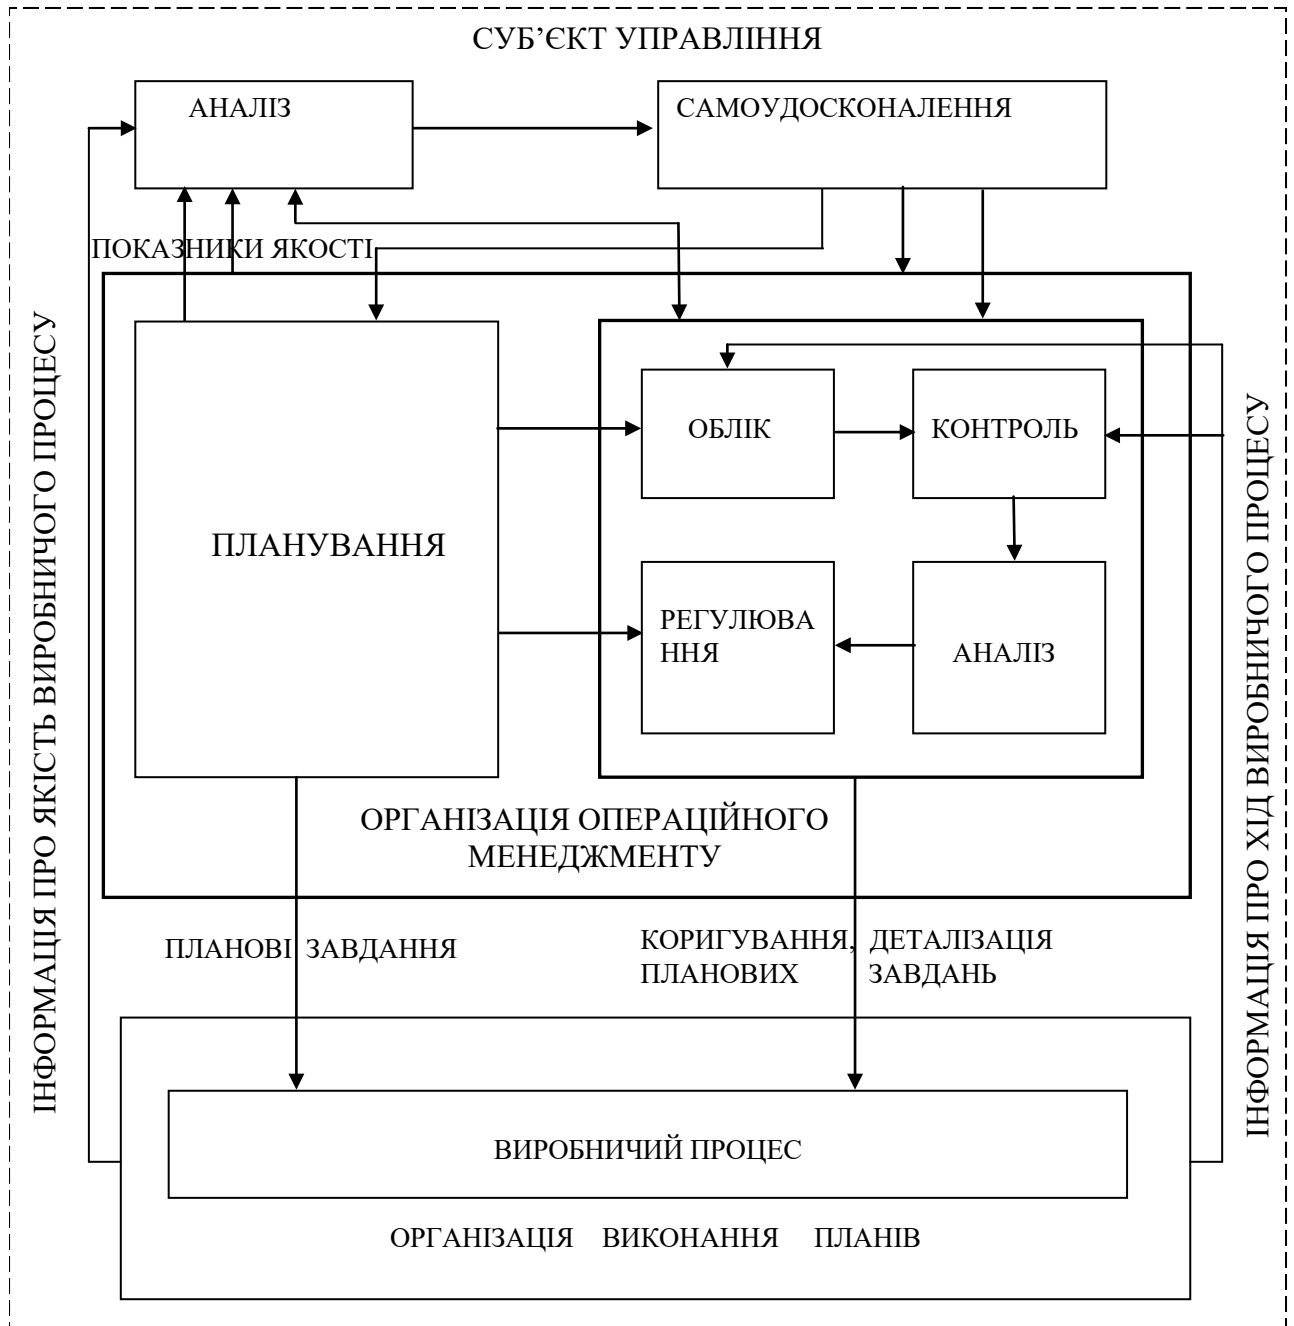 СУБ’ЄКТ УПРАВЛІННЯ
АНАЛІЗ
САМОУДОСКОНАЛЕННЯ
ПОКАЗНИКИ ЯКОСТІ
ІНФОРМАЦІЯ ПРО ЯКІСТЬ ВИРОБНИЧОГО ПРОЦЕСУ
ПЛАНУВАННЯ
ОБЛІК
КОНТРОЛЬ
РЕГУЛЮВА
ННЯ
АНАЛІЗ
ІНФОРМАЦІЯ ПРО ХІД ВИРОБНИЧОГО ПРОЦЕСУ
ОРГАНІЗАЦІЯ ОПЕРАЦІЙНОГО
МЕНЕДЖМЕНТУ
ПЛАНОВІ ЗАВДАННЯ
КОРИГУВАННЯ, ДЕТАЛІЗАЦІЯ
ПЛАНОВИХ ЗАВДАНЬ
ВИРОБНИЧИЙ ПРОЦЕС
ОРГАНІЗАЦІЯ ВИКОНАННЯ ПЛАНІВ